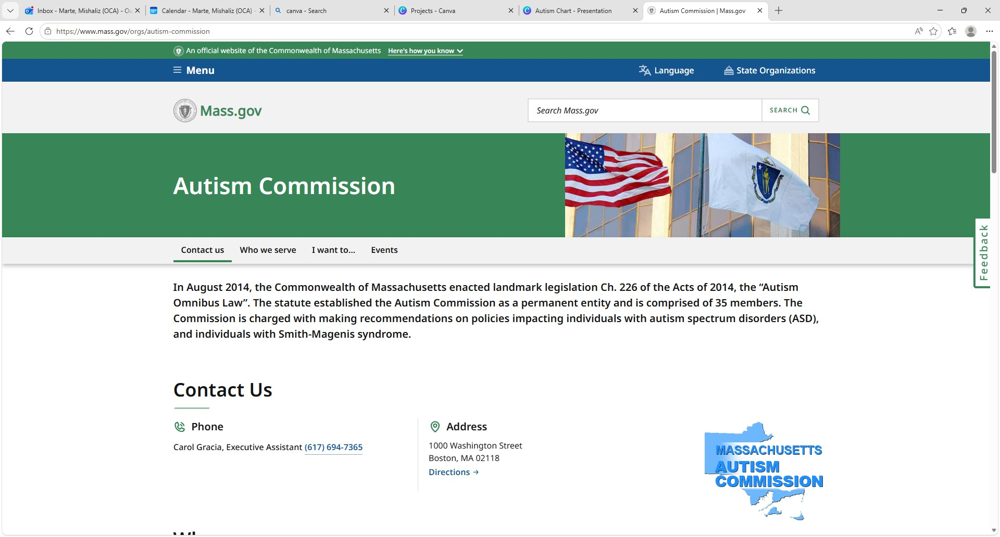 Inbox - Marte, Mishaliz (OCA) - Ou
Calendar - Marte, Mishaliz (OCA) -
canva - Search
Projects - Canva
Autism Chart - Presentation
Autism Commission | Mass.gov
https://www.mass.gov/orgs/autism-commission
An official website of the Commonwealth of Massachusetts Here's how you know
Menu
Language
State Organizations
Mass.gov
Search Mass.gov
SEARCH
Autism Commission
Contact us
Who we serve
I want to...
Events
Feedback
In August 2014, the Commonwealth of Massachusetts enacted landmark legislation Ch. 226 of the Acts of 2014, the “Autism
Omnibus Law”. The statute established the Autism Commission as a permanent entity and is comprised of 35 members. The
Commission is charged with making recommendations on policies impacting individuals with autism spectrum disorders (ASD),
and individuals with Smith-Magenis syndrome.
Contact Us
Phone
Carol Gracia, Executive Assistant (617) 694-7365
Address
1000 Washington Street
Boston, MA 02118
Directions →
MASSACHUSETTS
AUTISM
COMMISSION